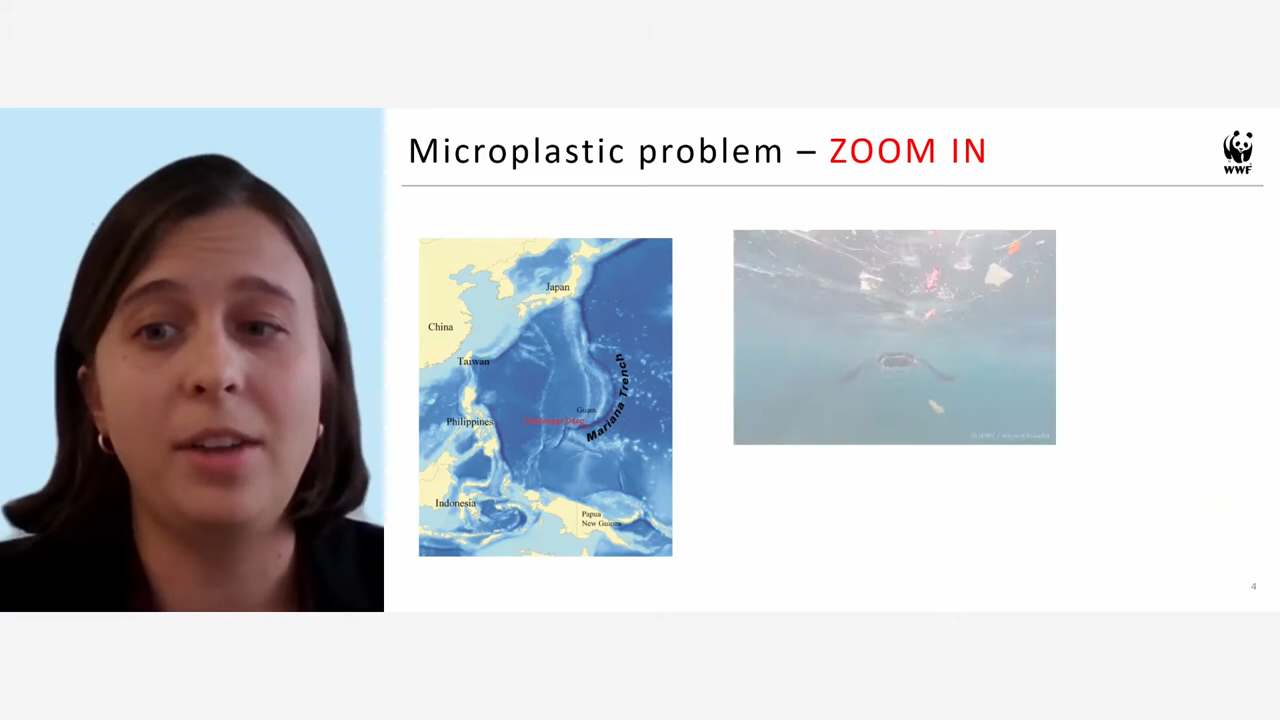 Microplastic problem – ZOOM IN
WWF
Japan
China
Taiwan
Mariana Trench
Guam
Philippines
Indonesia
Papua
New Guinea
4